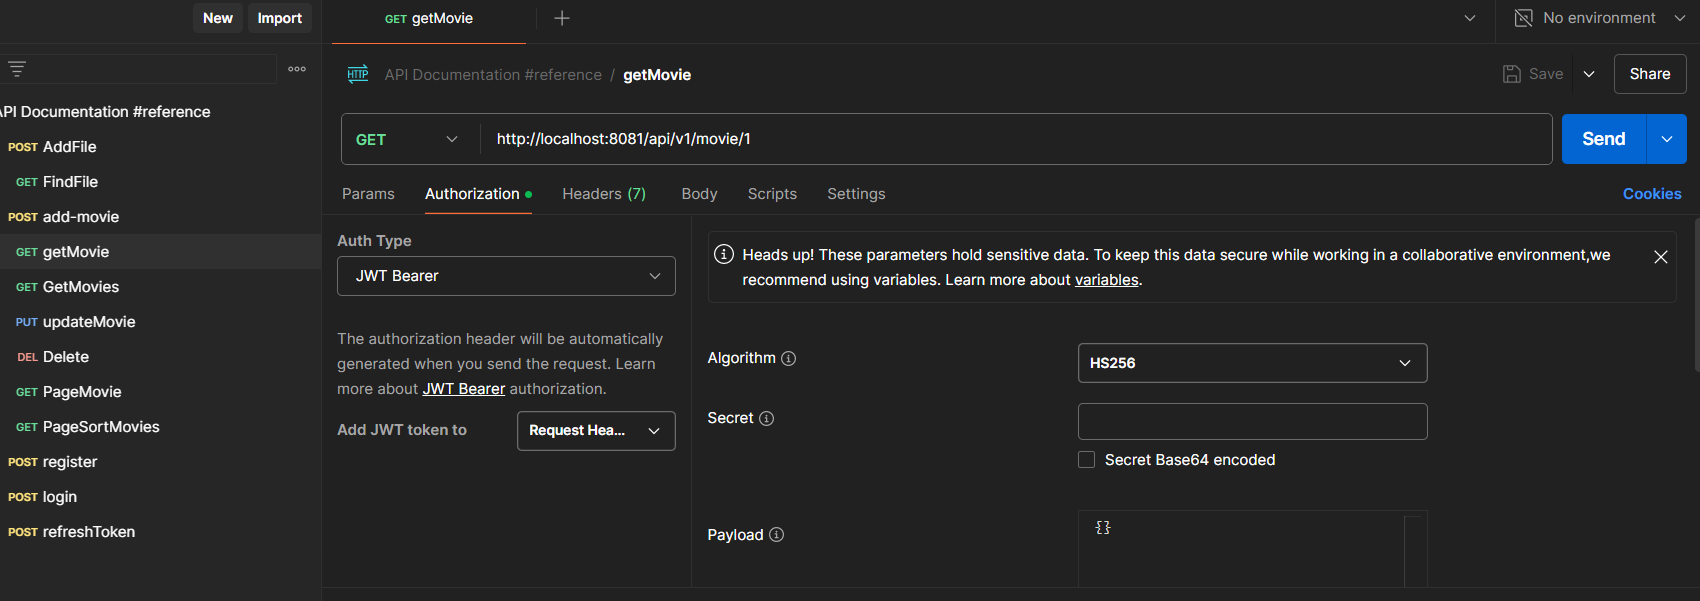 New Import
GET getMovie
No environment
API Documentation #reference / getMovie
Save
Share
HTTP
API Documentation #reference
POST AddFile
GET FindFile
POST add-movie
GET getMovie
GET GetMovies
PUT updateMovie
DEL Delete
GET PageMovie
GET PageSortMovies
POST register
POST login
POST refreshToken
GET
http://localhost:8081/api/v1/movie/1
Send
Params Authorization Headers (7) Body Scripts Settings
Cookies
Auth Type
JWT Bearer
The authorization header will be automatically
generated when you send the request. Learn
more about JWT Bearer authorization.
Add JWT token to
Request Hea...
Heads up! These parameters hold sensitive data. To keep this data secure while working in a collaborative environment,we
recommend using variables. Learn more about variables.
Algorithm
HS256
Secret
Secret Base64 encoded
Payload
{}